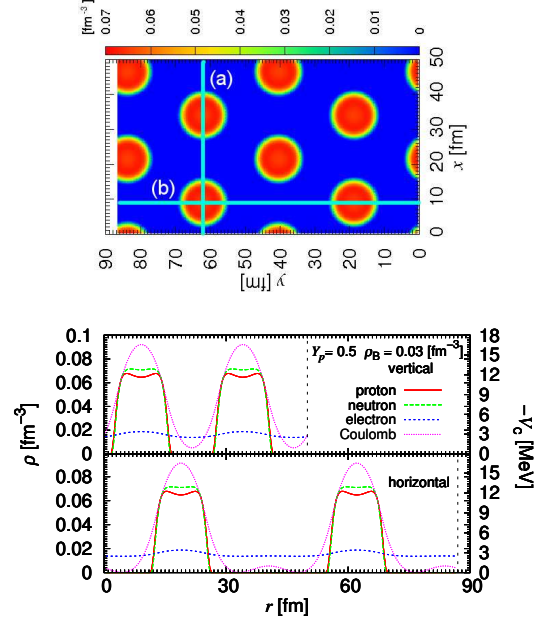 [fm⁻³]
0.07 0.06 0.05 0.04 0.03 0.02 0.01 0
(a)
(b)
50
40
30
20
10
0
x [fm]
90 80 70 60 50 40 30 20 10 0
y [fm]
0.1
0.08
0.06
0.04
0.02
0
0.08
0.06
0.04
0.02
0
ρ [fm⁻³]
Yₚ= 0.5 ρB = 0.03 [fm⁻³]
vertical
proton
neutron
electron
Coulomb
horizontal
18
15
12
9
6
3
0
15
12
9
6
3
0
−VC [MeV]
0 30 60 90
r [fm]